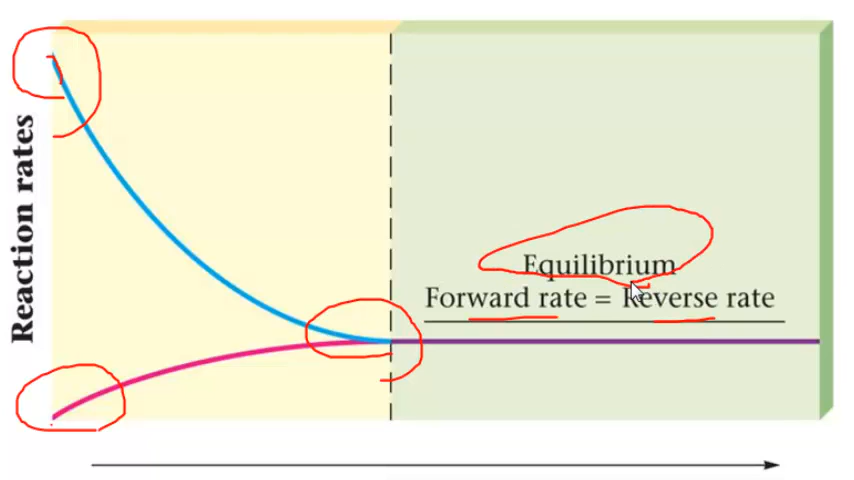 Reaction rates
Equilibrium
Forward rate = Reverse rate